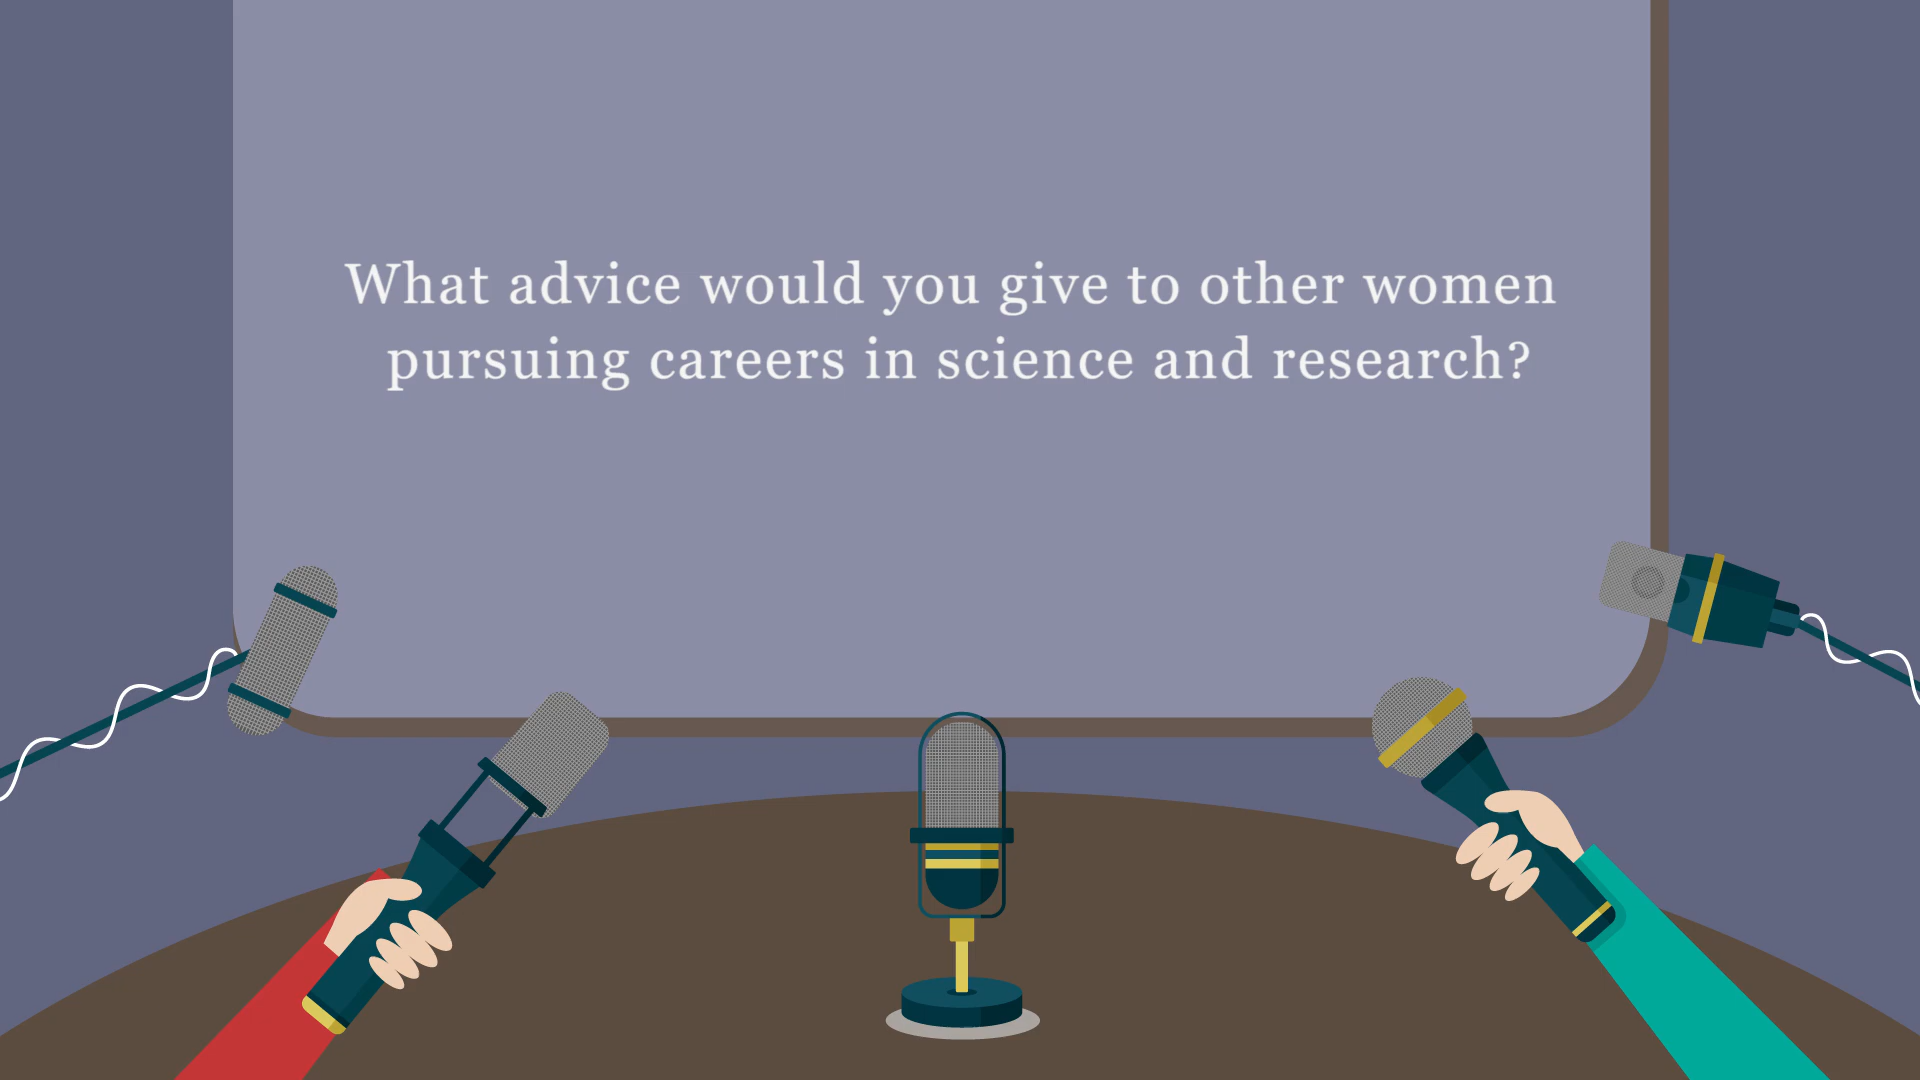 What advice would you give to other women
pursuing careers in science and research?